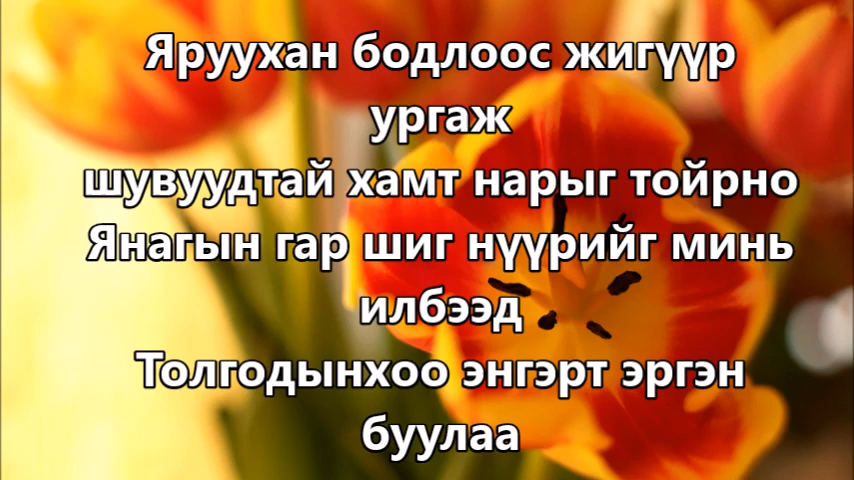 Яруухан бодлоос жигүүр
ургаж
шувуудтай хамт нарыг тойрно
Янагын гар шиг нүүрийг минь
илбээд
Толгодынхоо энгэрт эргэн
буулаа